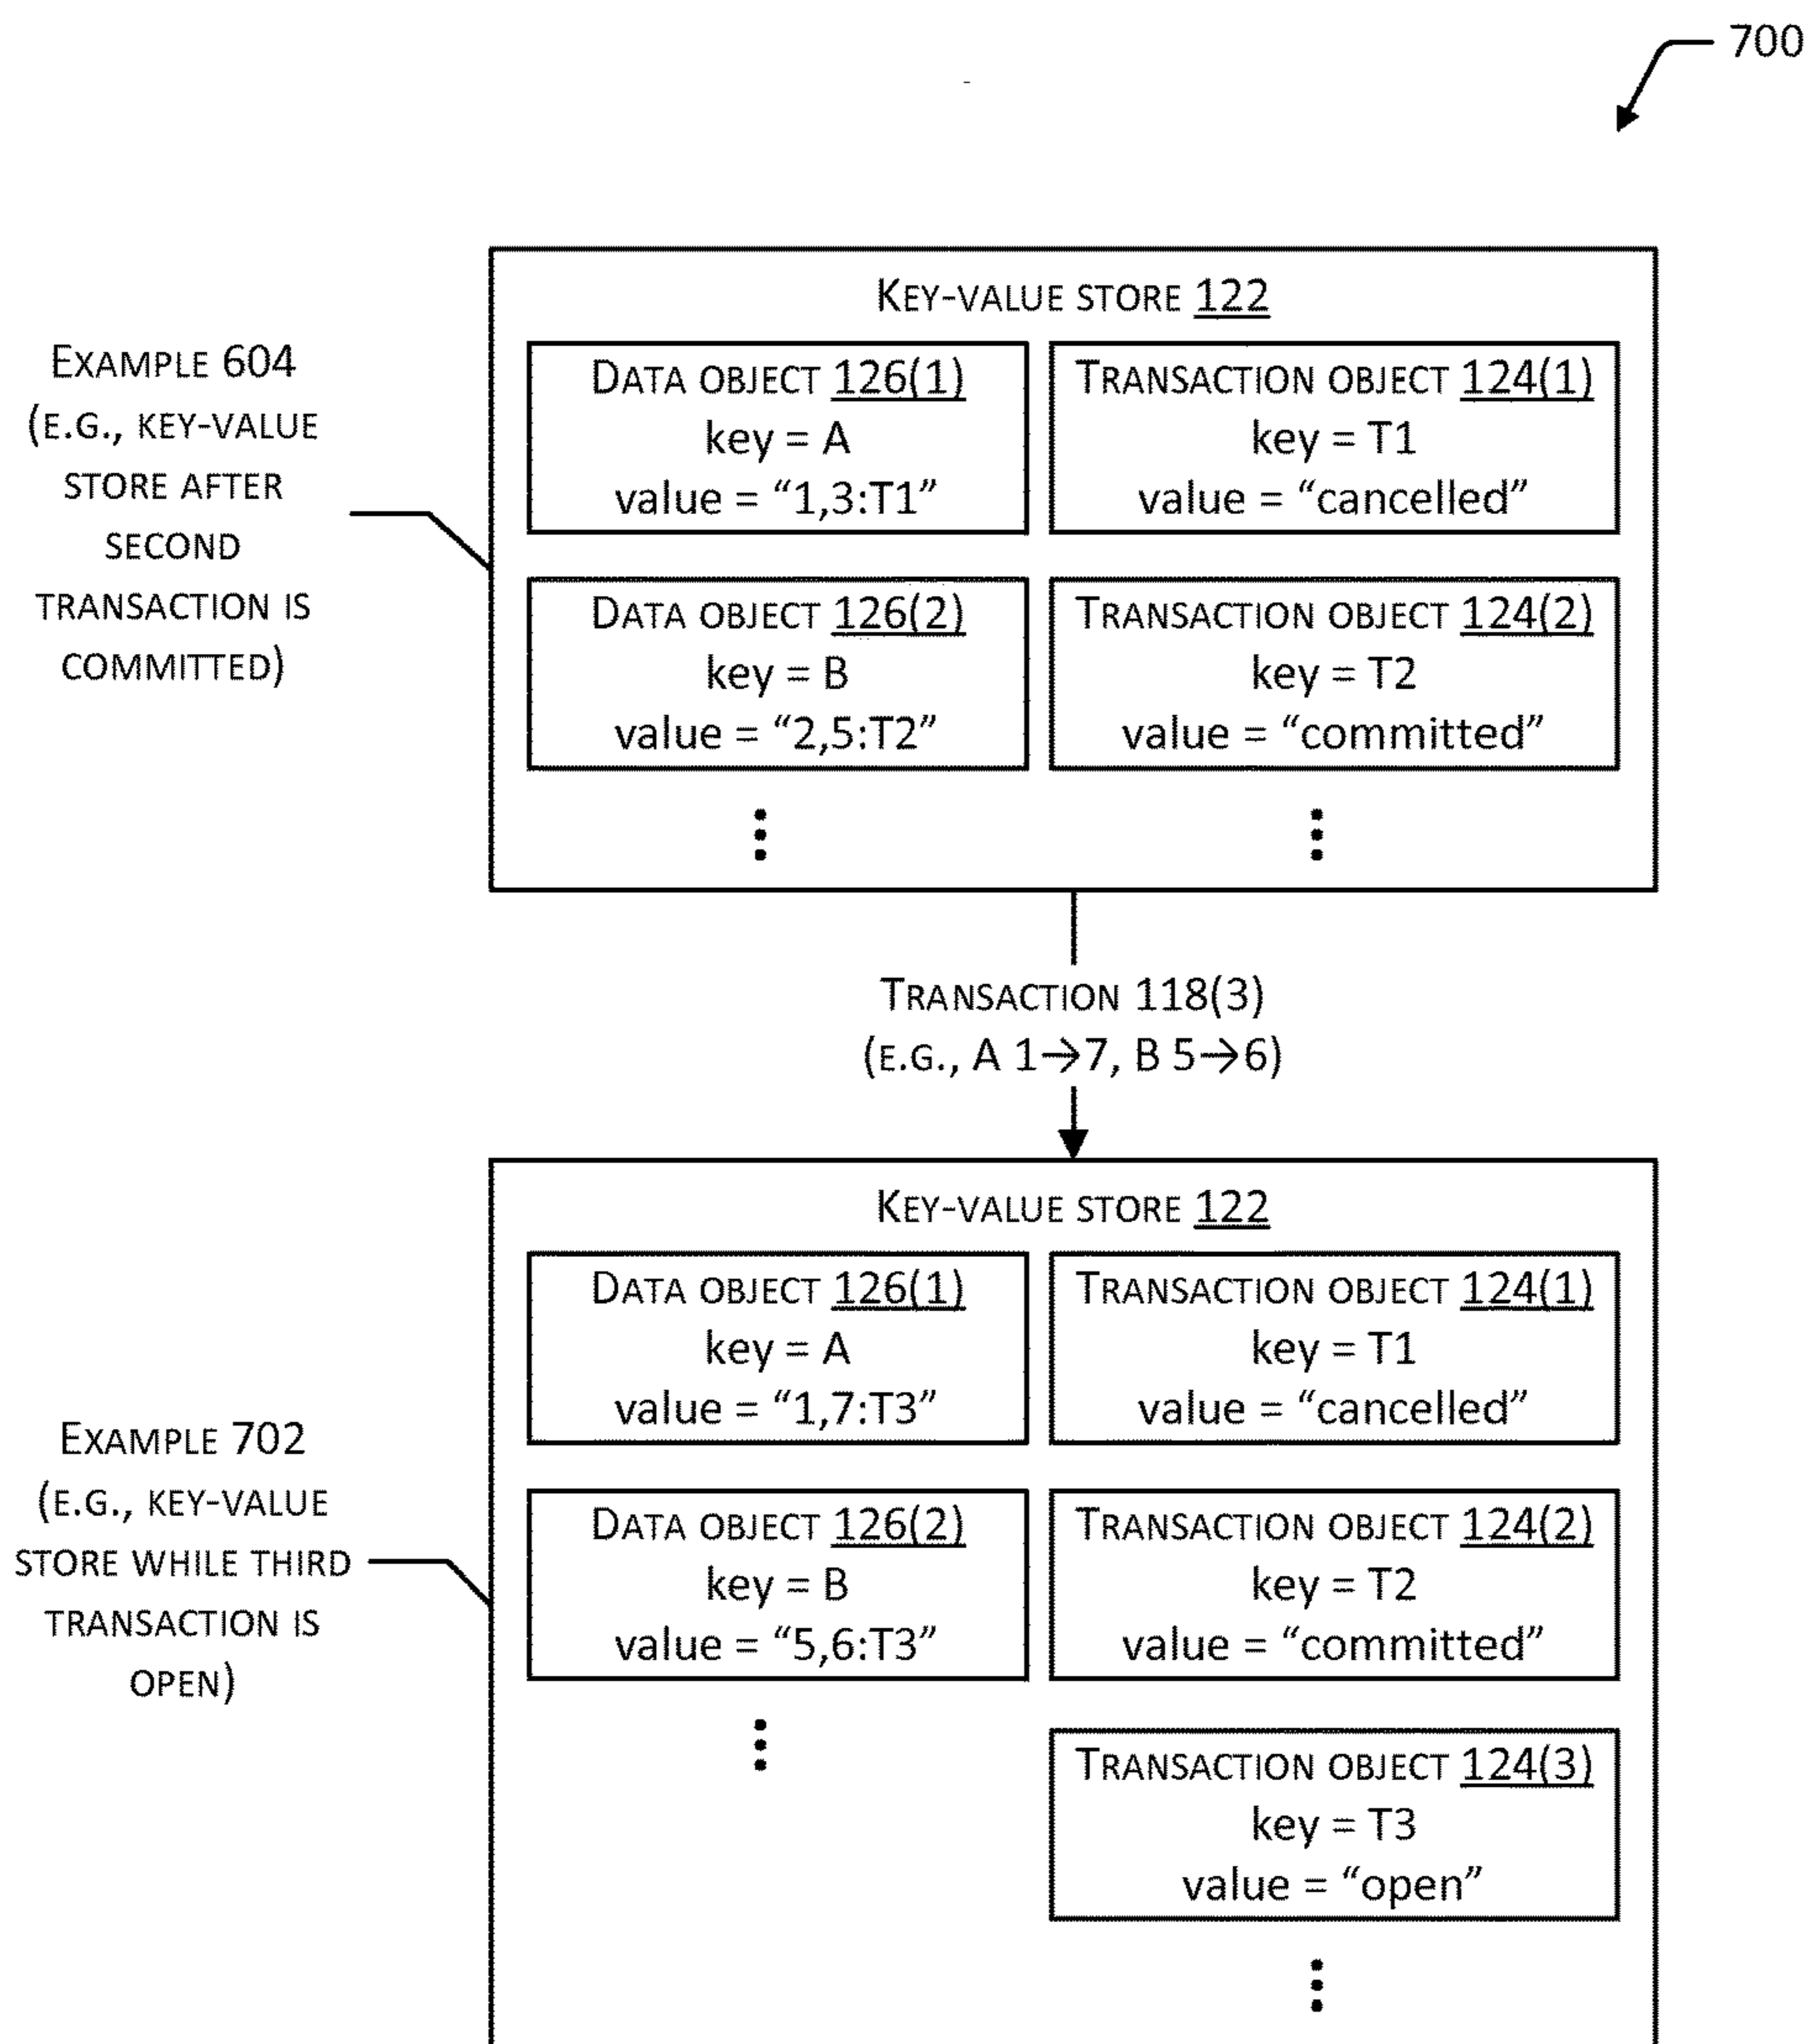 700
KEY-VALUE STORE 122
EXAMPLE 604
(E.G., KEY-VALUE
STORE AFTER
SECOND
TRANSACTION IS
COMMITTED)
DATA OBJECT 126(1)
key = A
value = “1,3:T1”
TRANSACTION OBJECT 124(1)
key = T1
value = “cancelled”
DATA OBJECT 126(2)
key = B
value = “2,5:T2”
TRANSACTION OBJECT 124(2)
key = T2
value = “committed”
TRANSACTION 118(3)
(E.G., A 1→7, B 5→6)
KEY-VALUE STORE 122
EXAMPLE 702
(E.G., KEY-VALUE
STORE WHILE THIRD
TRANSACTION IS
OPEN)
DATA OBJECT 126(1)
key = A
value = “1,7:T3”
TRANSACTION OBJECT 124(1)
key = T1
value = “cancelled”
DATA OBJECT 126(2)
key = B
value = “5,6:T3”
TRANSACTION OBJECT 124(2)
key = T2
value = “committed”
TRANSACTION OBJECT 124(3)
key = T3
value = “open”